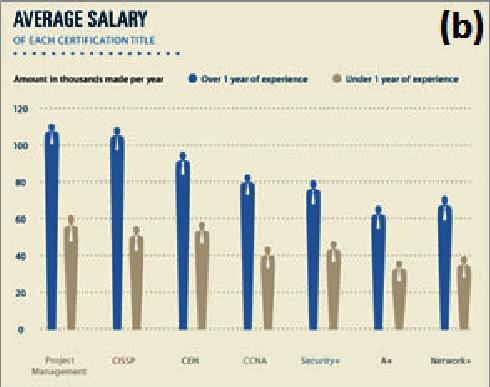 AVERAGE SALARY
(b)
OF EACH CERTIFICATION TITLE
Amount in thousands made per year
Over 1 year of experience
Under 1 year of experience
120
100
80
60
40
20
0
Project Management
CISSP
CEH
CCNA
Security+
A+
Network+